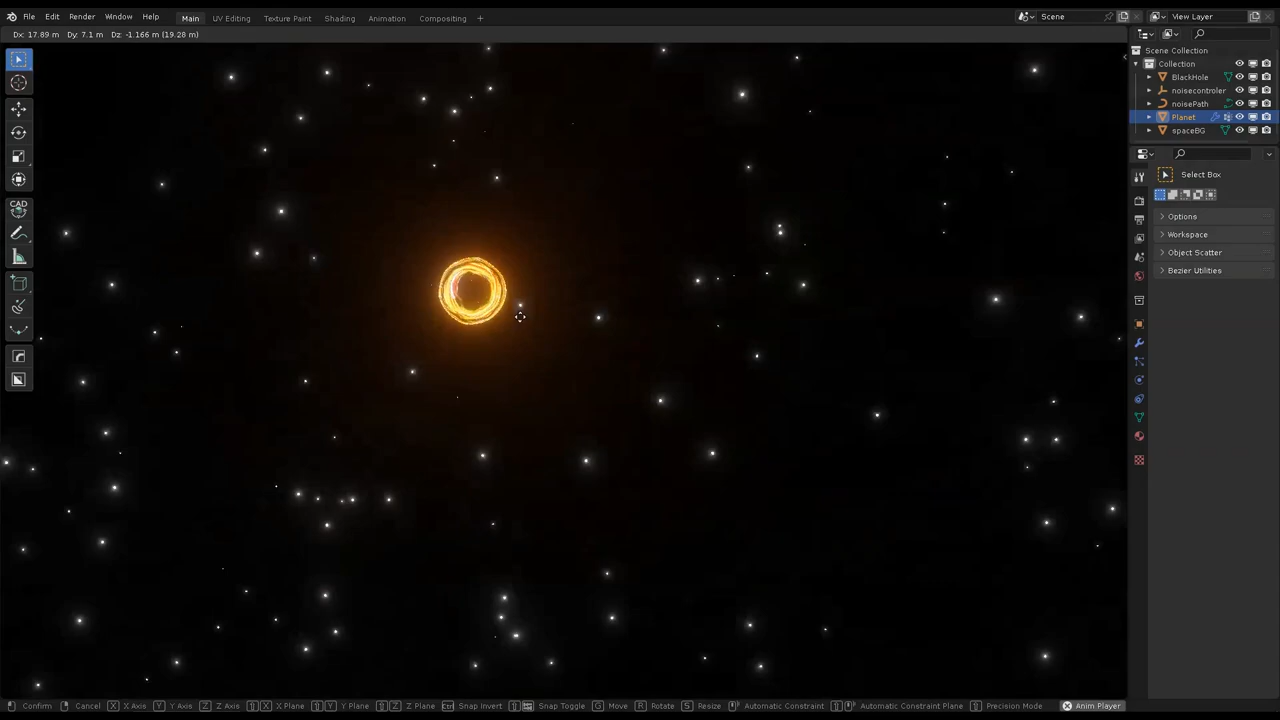 File Edit Render Window Help Main UV Editing Texture Paint Shading Animation Compositing + Scene View Layer
Dx: 17.89 m Dy: 7.1 m Dz: -1.166 m (19.28 m)
Scene Collection
Collection
BlackHole
noisecontroler
noisePath
Planet
spaceBG
Select Box
Options
Workspace
Object Scatter
Bezier Utilities
CAD
Confirm Cancel X X Axis Y Y Axis Z Z Axis X X Plane Y Y Plane Z Z Plane Ctrl Snap Invert Snap Toggle G Move R Rotate S Resize Automatic Constraint Automatic Constraint Plane Precision Mode Anim Player